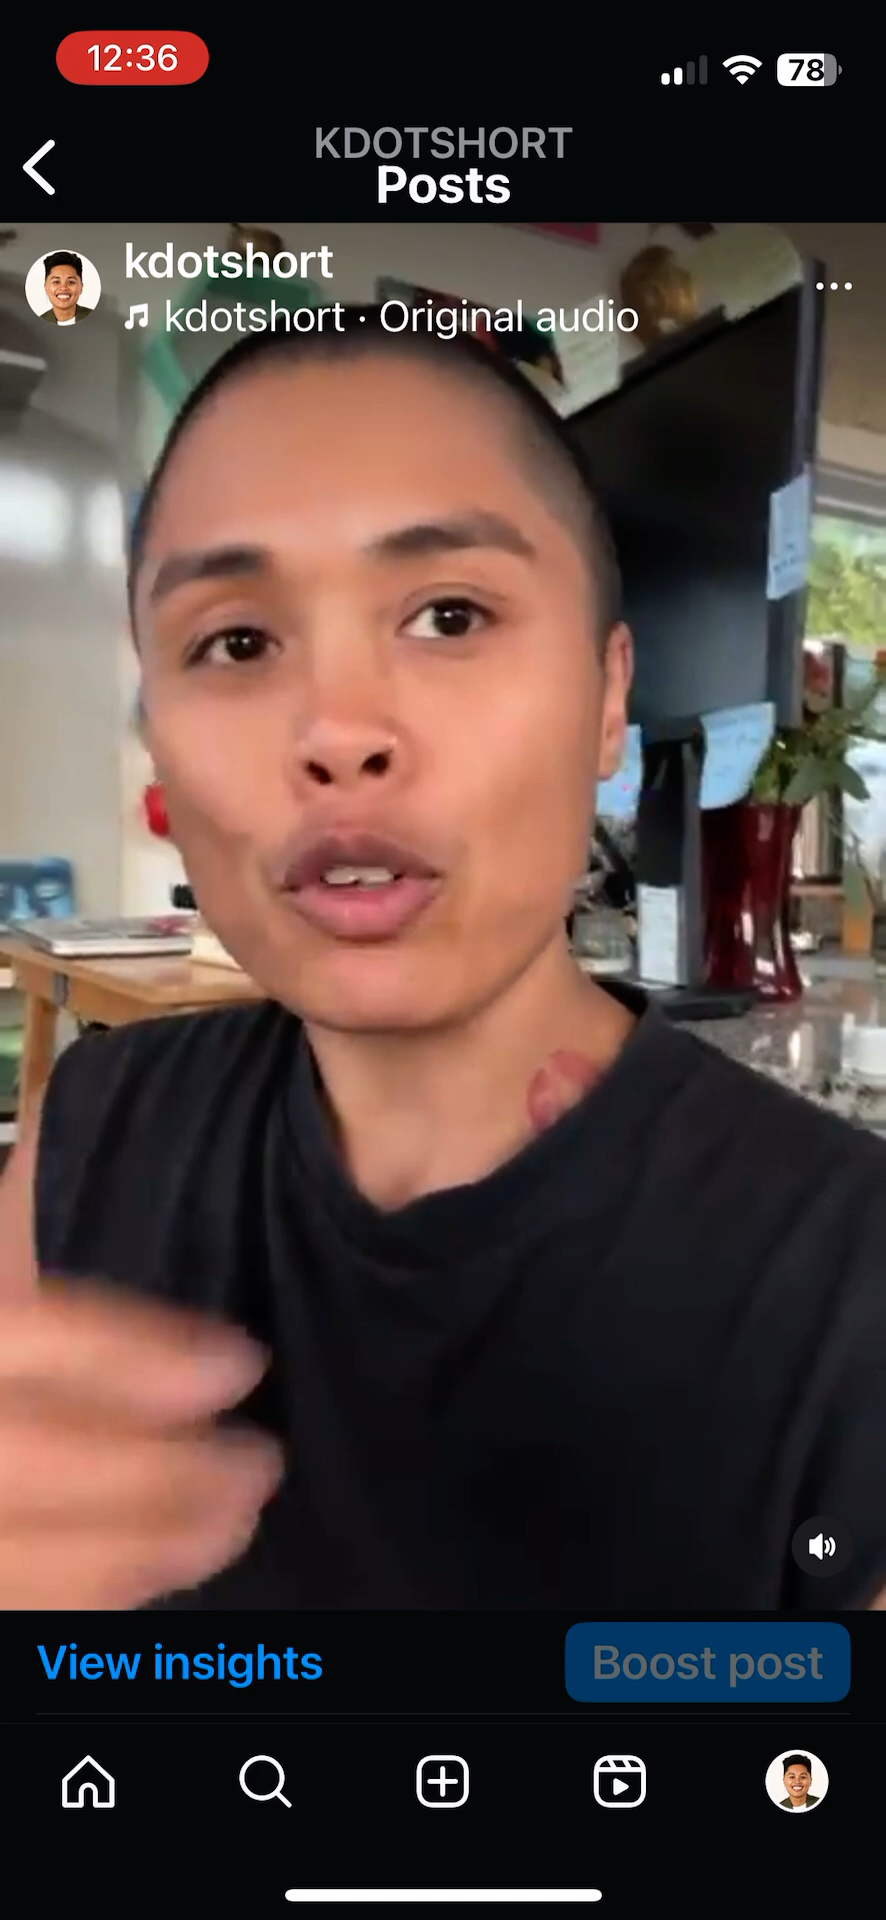 12:36
78
KDOTSHORT
Posts
kdotshort
kdotshort · Original audio
View insights
Boost post